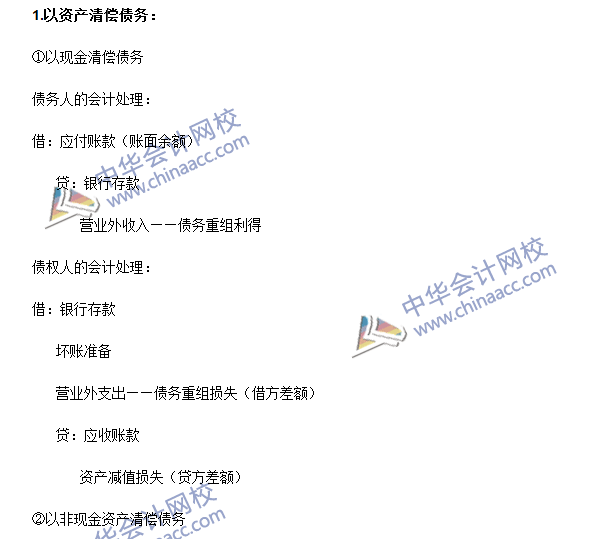 1.以资产清偿债务：
①以现金清偿债务
债务人的会计处理：
借：应付账款（账面余额）
贷：银行存款
营业外收入——债务重组利得
债权人的会计处理：
借：银行存款
坏账准备
营业外支出——债务重组损失（借方差额）
贷：应收账款
资产减值损失（贷方差额）
②以非现金资产清偿债务
中华会计网校
www.chinaacc.com
中华会计网校
www.chinaacc.com
中华会计网校
www.chinaacc.com